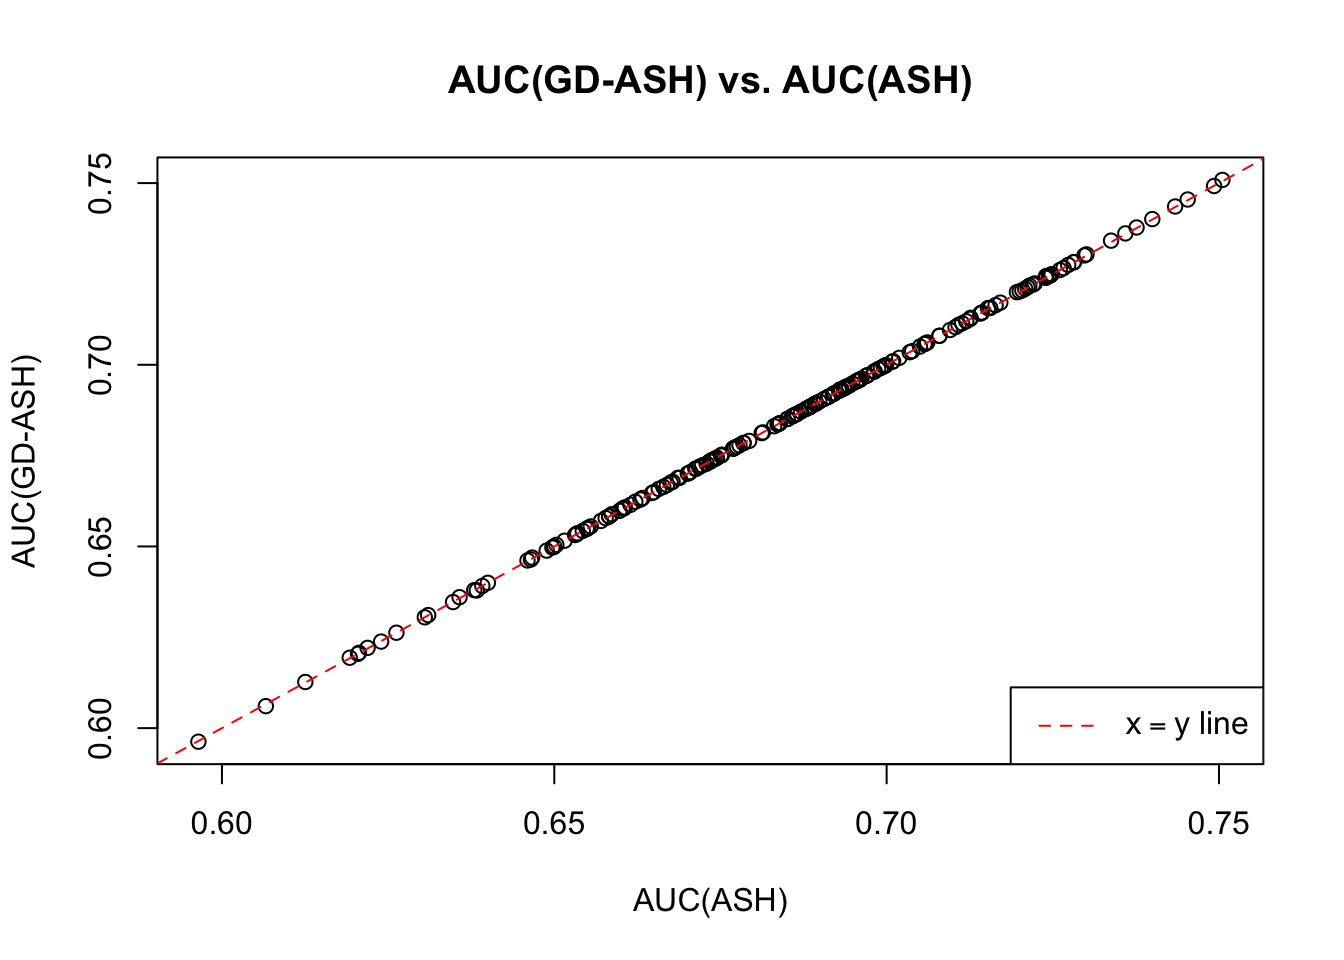 AUC(GD-ASH) vs. AUC(ASH)
AUC(GD-ASH)
0.75
0.70
0.65
0.60
x = y line
0.60 0.65 0.70 0.75
AUC(ASH)